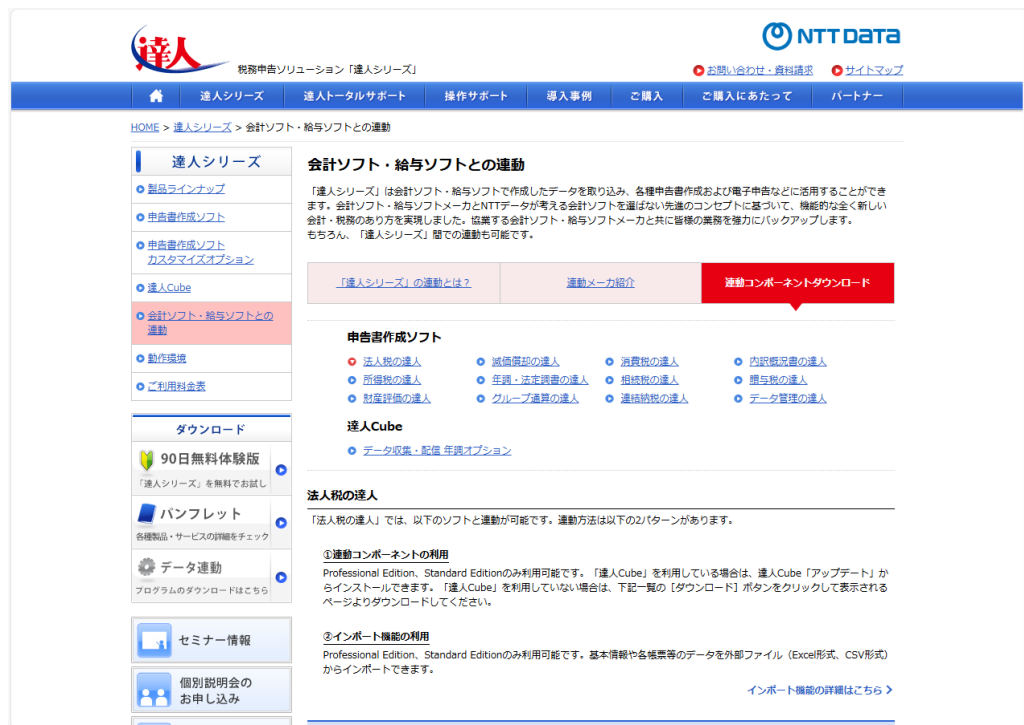 達人
税務申告ソリューション「達人シリーズ」
NTT DATA
お問い合わせ・資料請求
サイトマップ
達人シリーズ
達人トータルサポート
操作サポート
導入事例
ご購入
ご購入にあたって
パートナー
HOME > 達人シリーズ > 会計ソフト・給与ソフトとの連動
達人シリーズ
製品ラインナップ
申告書作成ソフト
申告書作成ソフト
カスタマイズオプション
達人Cube
会計ソフト・給与ソフトとの
連動
動作環境
ご利用料金表
ダウンロード
90日無料体験版
「達人シリーズ」を無料でお試し
パンフレット
各種製品・サービスの詳細をチェック
データ連動
プログラムのダウンロードはこちら
セミナー情報
個別説明会の
お申し込み
会計ソフト・給与ソフトとの連動
「達人シリーズ」は会計ソフト・給与ソフトで作成したデータを取り込み、各種申告書作成および電子申告などに活用することができ
ます。会計ソフト・給与ソフトメーカとNTTデータが考える会計ソフトを選ばない先進のコンセプトに基づいて、機能的な全く新しい
会計・税務のあり方を実現しました。協業する会計ソフト・給与ソフトメーカと共に皆様の業務を強力にバックアップします。
もちろん、「達人シリーズ」間での連動も可能です。
「達人シリーズ」の連動とは？
連動メーカ紹介
連動コンポーネントダウンロード
申告書作成ソフト
法人税の達人
減価償却の達人
消費税の達人
内訳概況書の達人
所得税の達人
年調・法定調書の達人
相続税の達人
贈与税の達人
財産評価の達人
グループ通算の達人
連結納税の達人
データ管理の達人
達人Cube
データ収集・配信 年調オプション
法人税の達人
「法人税の達人」では、以下のソフトと連動が可能です。連動方法は以下の2パターンがあります。
①連動コンポーネントの利用
Professional Edition、Standard Editionのみ利用可能です。「達人Cube」を利用している場合は、達人Cube「アップデート」か
らインストールできます。「達人Cube」を利用していない場合は、下記一覧の［ダウンロード］ボタンをクリックして表示される
ページよりダウンロードしてください。
②インポート機能の利用
Professional Edition、Standard Editionのみ利用可能です。基本情報や各帳票等のデータを外部ファイル（Excel形式、CSV形式）
からインポートできます。
インポート機能の詳細はこちら